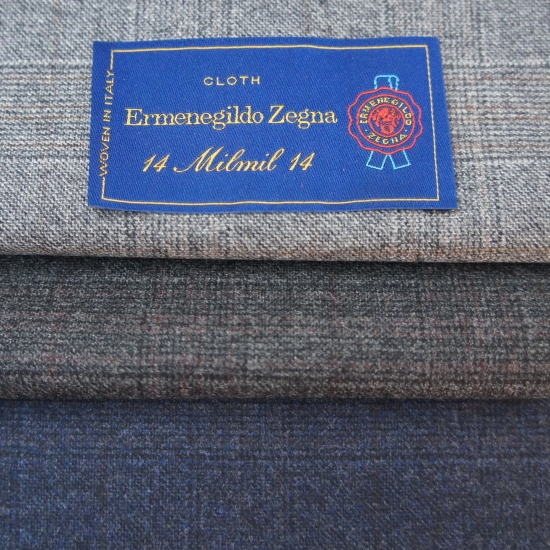 CLOTH
Ermenegildo Zegna
14 Milmil 14
WOVEN IN ITALY
ERMENEGILDO
ZEGNA